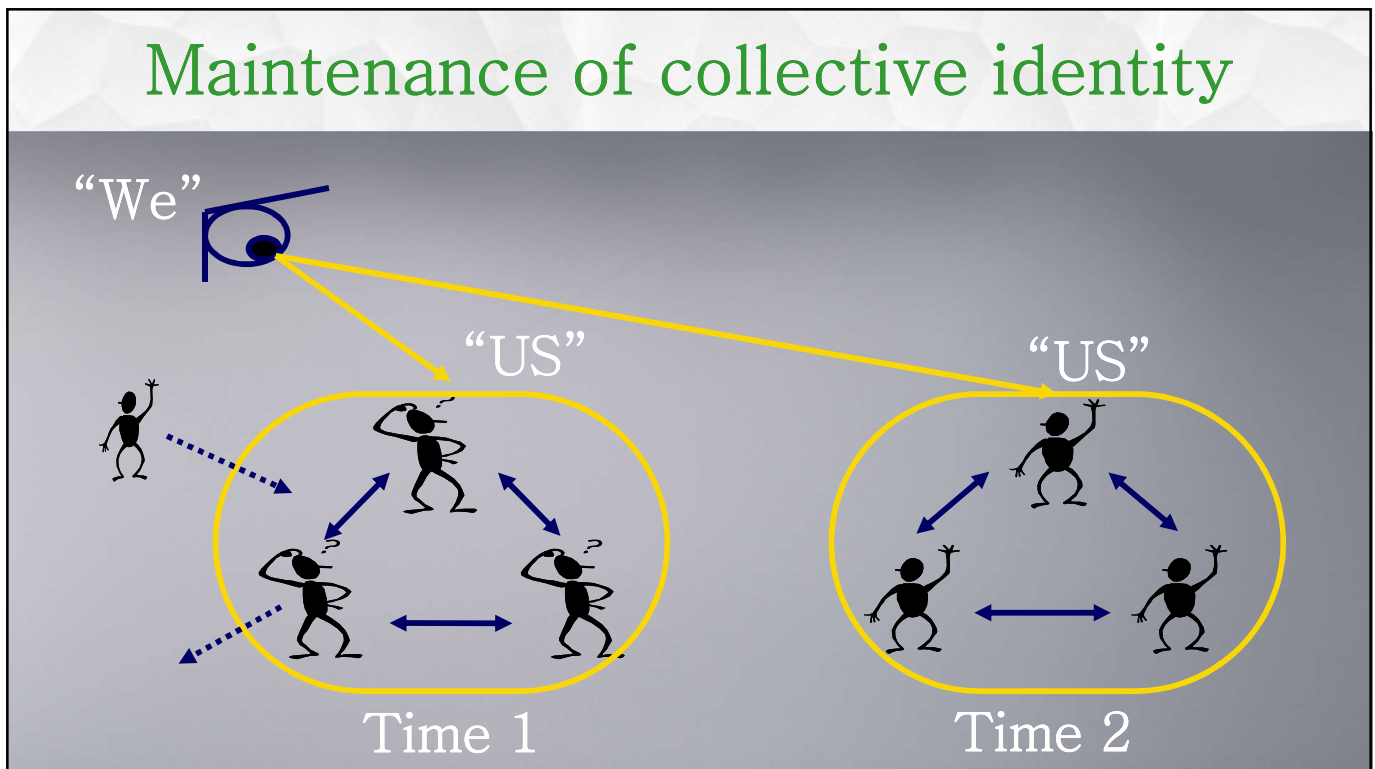 Maintenance of collective identity
“We”
“US”
“US”
?
?
?
Time 1
Time 2